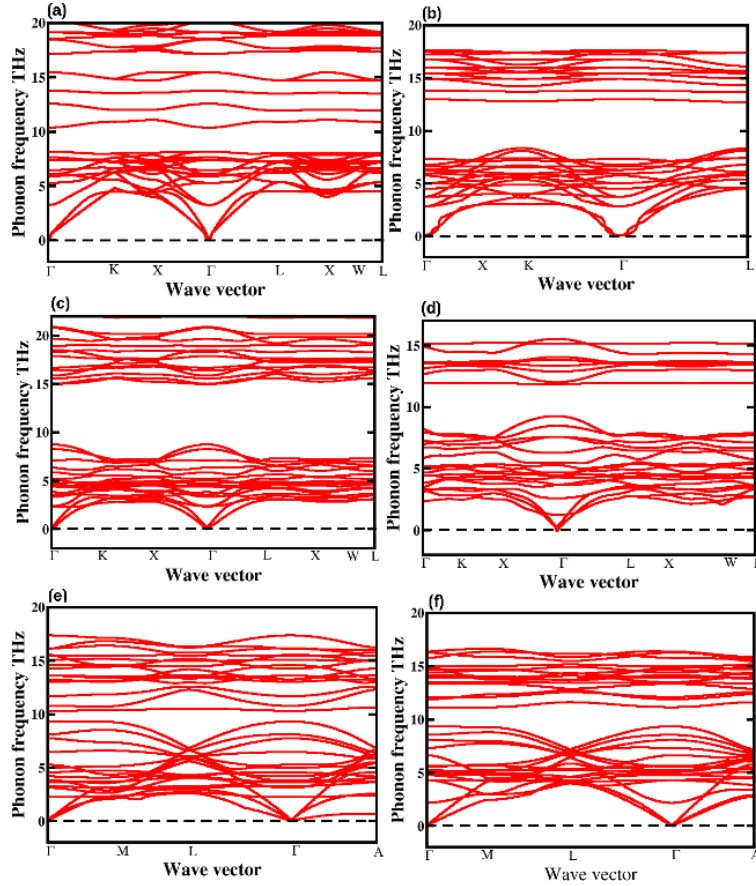 (a)
Phonon frequency THz
20
15
10
5
0
Γ K X Γ L X W L
Wave vector
(b)
Phonon frequency THz
20
15
10
5
0
Γ X K Γ L
Wave vector
(c)
Phonon frequency THz
20
15
10
5
0
Γ K X Γ L X W L
Wave vector
(d)
Phonon frequency THz
15
10
5
0
Γ K X Γ L X W
Wave vector
(e)
Phonon frequency THz
20
15
10
5
0
Γ M L Γ A
Wave vector
(f)
Phonon frequency THz
20
15
10
5
0
Γ M L Γ A
Wave vector